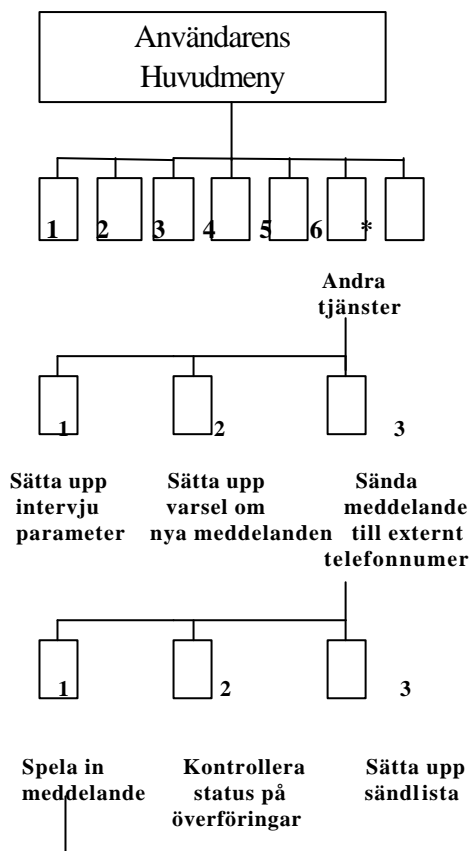 Användarens
Huvudmeny
1 2 3 4 5 6 *
Andra
tjänster
1 2 3
Sätta upp
intervju
parameter
Sätta upp
varsel om
nya meddelanden
Sända
meddelande
till externt
telefonnumer
1 2 3
Spela in
meddelande
Kontrollera
status på
överföringar
Sätta upp
sändlista